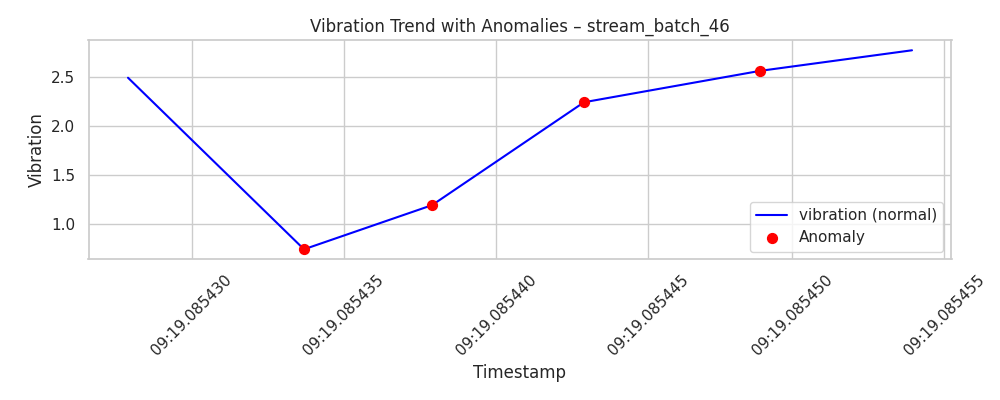 Vibration Trend with Anomalies – stream_batch_46
Vibration
2.5
2.0
1.5
1.0
vibration (normal)
Anomaly
09:19.085430
09:19.085435
09:19.085440
09:19.085445
09:19.085450
09:19.085455
Timestamp